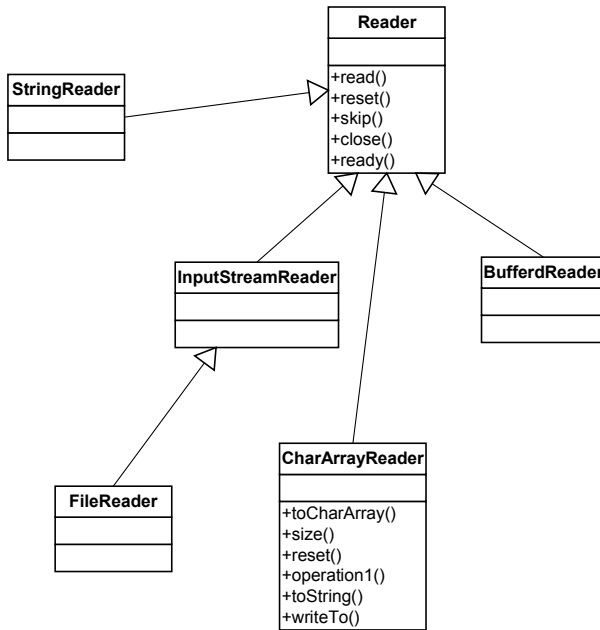 Reader
+read()
+reset()
+skip()
+close()
+ready()
StringReader
InputStreamReader
BufferdReader
FileReader
CharArrayReader
+toCharArray()
+size()
+reset()
+operation1()
+toString()
+writeTo()